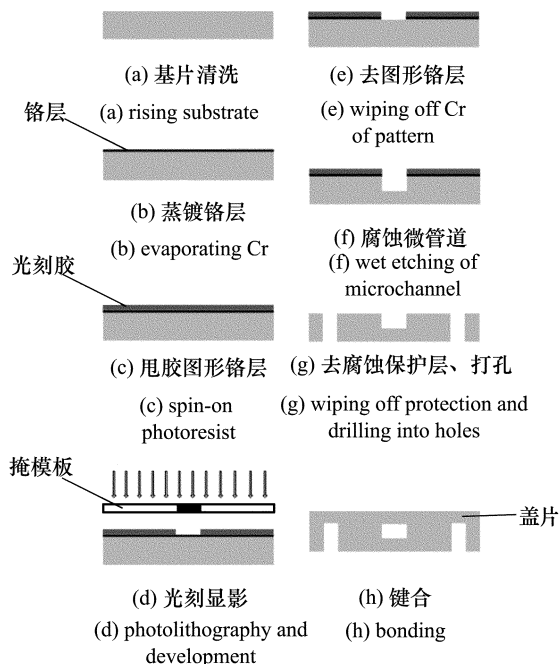 (a) 基片清洗
(a) rising substrate
铬层
(b) 蒸镀铬层
(b) evaporating Cr
光刻胶
(c) 甩胶图形铬层
(c) spin-on
photoresist
掩模板
(d) 光刻显影
(d) photolithography and
development
(e) 去图形铬层
(e) wiping off Cr
of pattern
(f) 腐蚀微管道
(f) wet etching of
microchannel
(g) 去腐蚀保护层、打孔
(g) wiping off protection and
drilling into holes
盖片
(h) 键合
(h) bonding